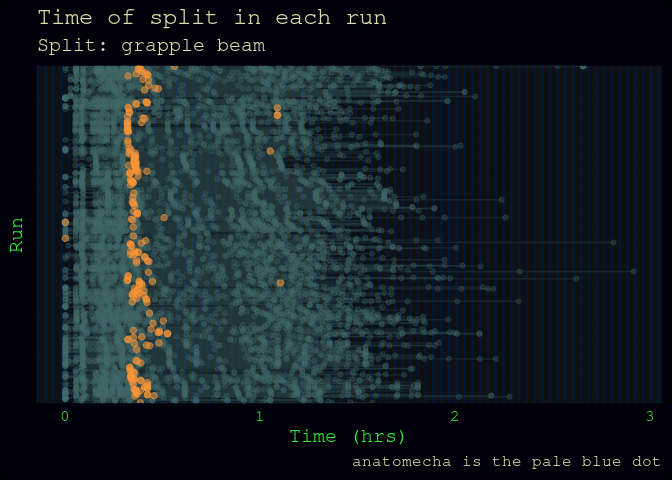 Time of split in each run
Split: grapple beam
Run
0 1 2 3
Time (hrs)
anatomecha is the pale blue dot